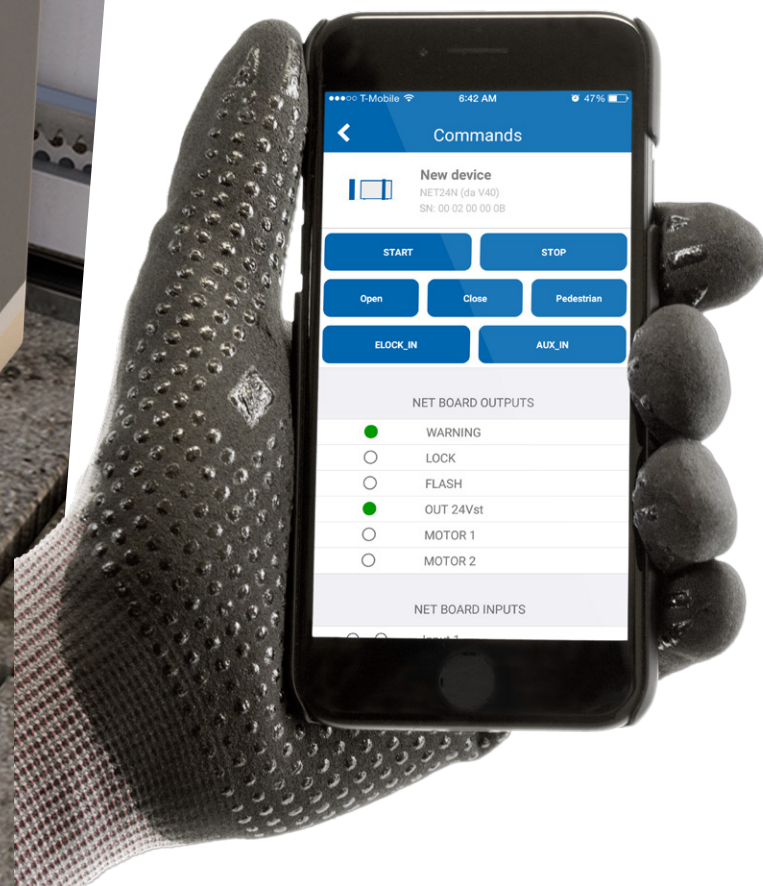 T-Mobile 6:42 AM 47%
Commands
New device
NET24N (da V40)
SN: 00 02 00 00 0B
START STOP
Open Close Pedestrian
ELOCK_IN AUX_IN
NET BOARD OUTPUTS
WARNING
LOCK
FLASH
OUT 24Vst
MOTOR 1
MOTOR 2
NET BOARD INPUTS
Input 1